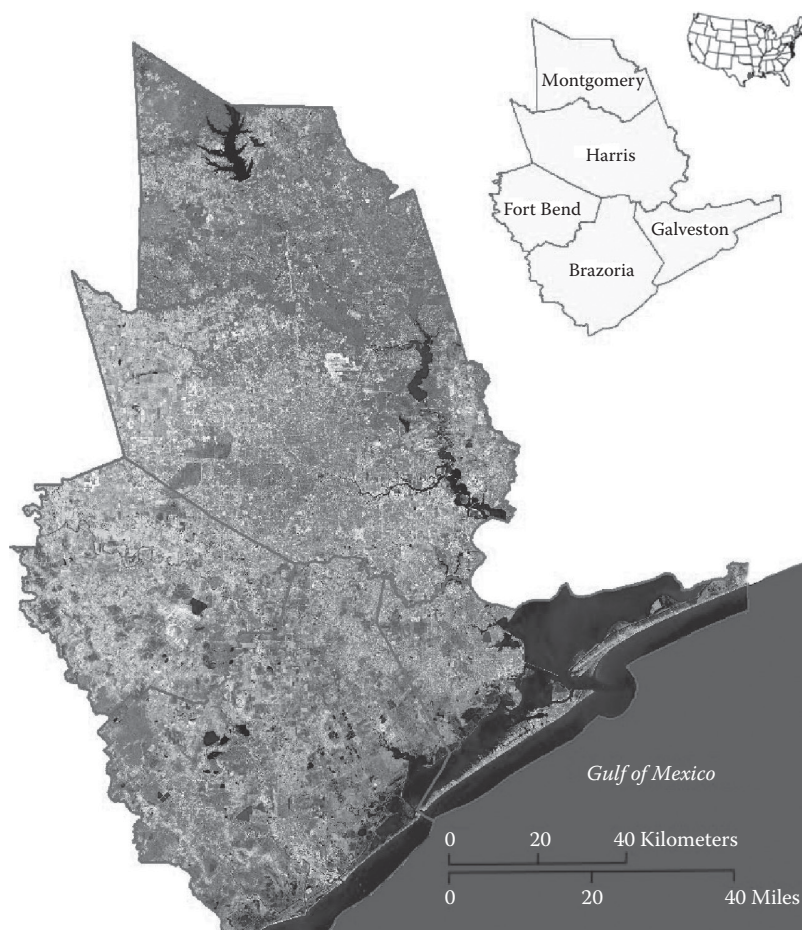 Montgomery
Harris
Fort Bend
Galveston
Brazoria
Gulf of Mexico
0 20 40 Kilometers
0 20 40 Miles